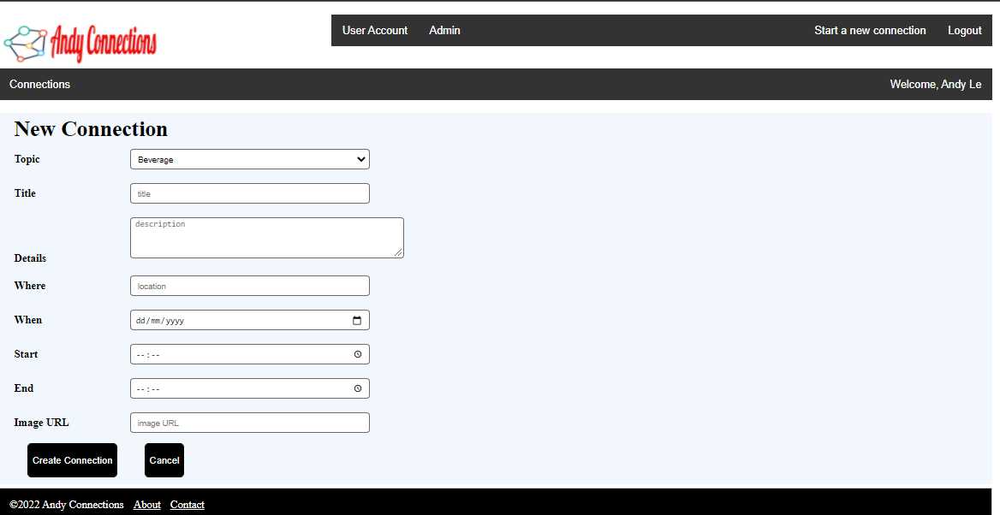 Andy Connections
User Account Admin Start a new connection Logout
Connections Welcome, Andy Le
New Connection
Topic Beverage
Title title
description
Details
Where location
When dd/mm/yyyy
Start --:--
End --:--
Image URL image URL
Create Connection Cancel
©2022 Andy Connections About Contact